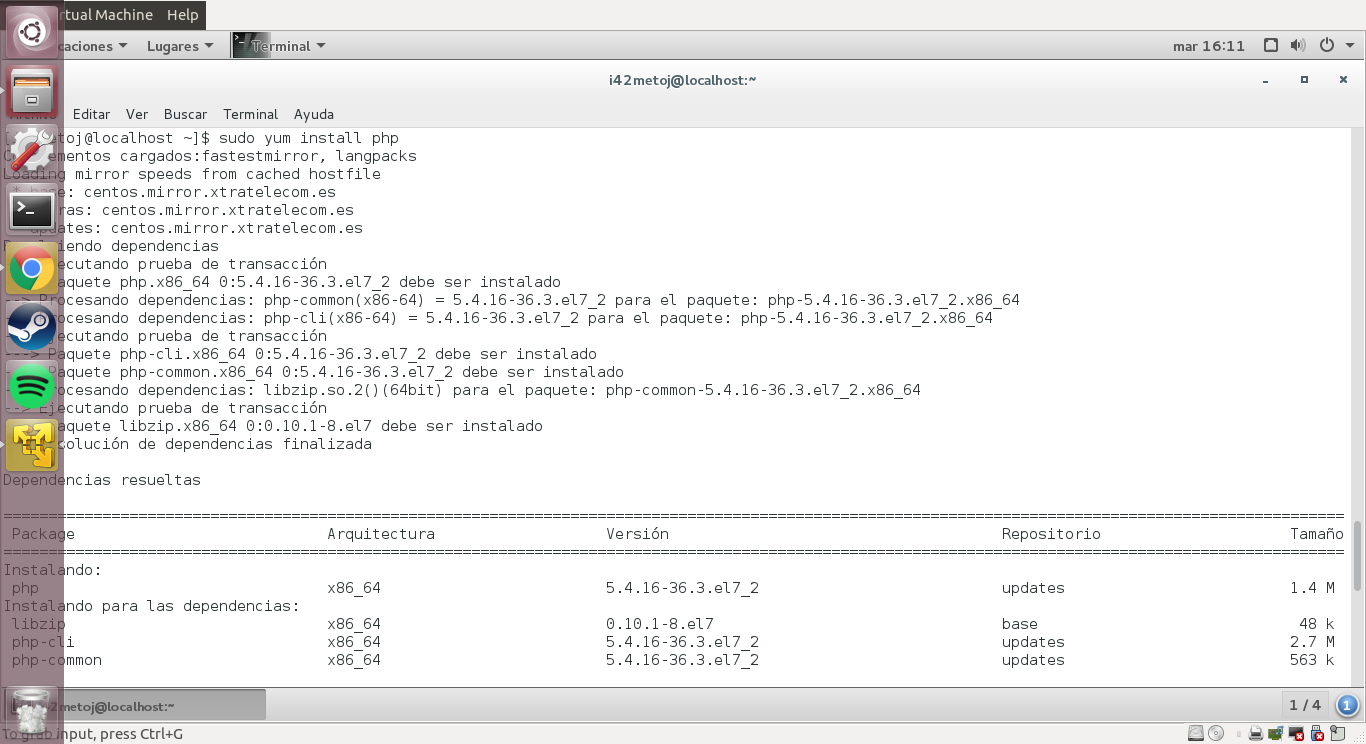 rtual Machine Help
caciones Lugares Terminal mar 16:11
i42metoj@localhost:~
Archivo Editar Ver Buscar Terminal Ayuda
[i42metoj@localhost ~]$ sudo yum install php
Complementos cargados:fastestmirror, langpacks
Loading mirror speeds from cached hostfile
* base: centos.mirror.xtratelecom.es
* extras: centos.mirror.xtratelecom.es
* updates: centos.mirror.xtratelecom.es
Resolviendo dependencias
--> Ejecutando prueba de transacción
---> Paquete php.x86_64 0:5.4.16-36.3.el7_2 debe ser instalado
--> Procesando dependencias: php-common(x86-64) = 5.4.16-36.3.el7_2 para el paquete: php-5.4.16-36.3.el7_2.x86_64
--> Procesando dependencias: php-cli(x86-64) = 5.4.16-36.3.el7_2 para el paquete: php-5.4.16-36.3.el7_2.x86_64
--> Ejecutando prueba de transacción
---> Paquete php-cli.x86_64 0:5.4.16-36.3.el7_2 debe ser instalado
---> Paquete php-common.x86_64 0:5.4.16-36.3.el7_2 debe ser instalado
--> Procesando dependencias: libzip.so.2()(64bit) para el paquete: php-common-5.4.16-36.3.el7_2.x86_64
--> Ejecutando prueba de transacción
---> Paquete libzip.x86_64 0:0.10.1-8.el7 debe ser instalado
--> Resolución de dependencias finalizada
Dependencias resueltas
Package Arquitectura Versión Repositorio Tamaño
Instalando:
php x86_64 5.4.16-36.3.el7_2 updates 1.4 M
Instalando para las dependencias:
libzip x86_64 0.10.1-8.el7 base 48 k
php-cli x86_64 5.4.16-36.3.el7_2 updates 2.7 M
php-common x86_64 5.4.16-36.3.el7_2 updates 563 k
i42metoj@localhost:~ 1 / 4 1
To grab input, press Ctrl+G